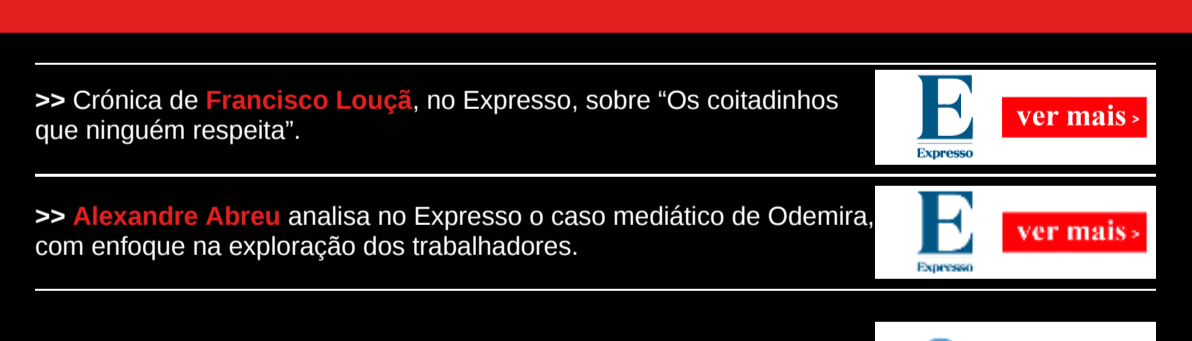 >> Crónica de Francisco Louçã, no Expresso, sobre “Os coitadinhos
que ninguém respeita”.
E
Expresso
ver mais >
>> Alexandre Abreu analisa no Expresso o caso mediático de Odemira,
com enfoque na exploração dos trabalhadores.
E
Expresso
ver mais >